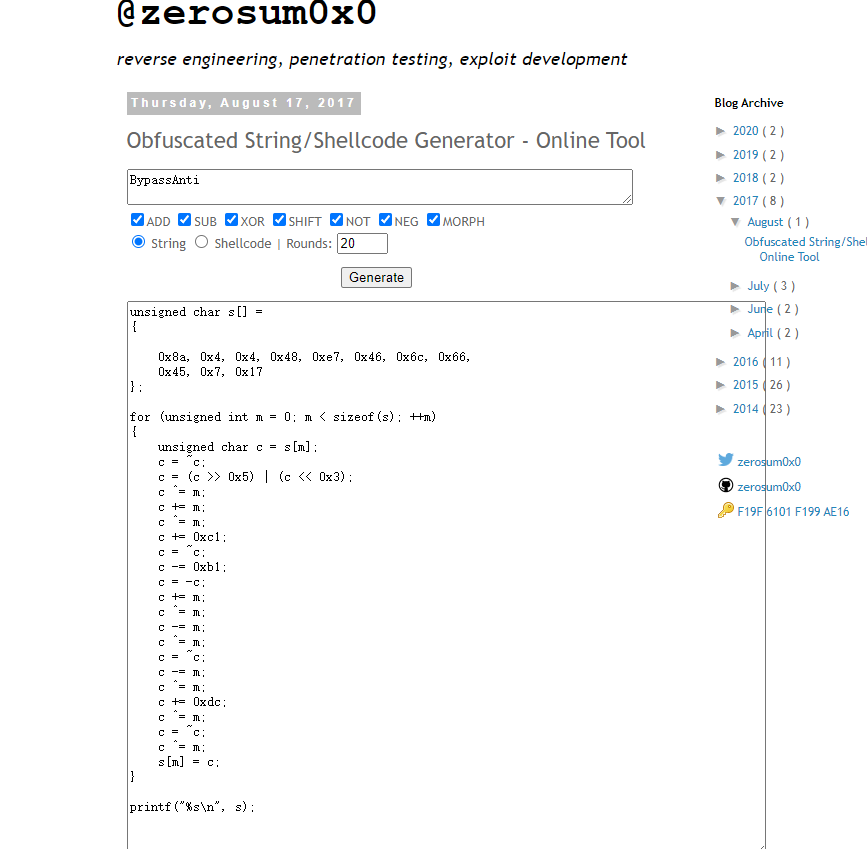 @zerosum0x0
reverse engineering, penetration testing, exploit development
Thursday, August 17, 2017
Obfuscated String/Shellcode Generator - Online Tool
BypassAnti
ADD SUB XOR SHIFT NOT NEG MORPH
String Shellcode | Rounds: 20
Generate
unsigned char s[] =
{
0x8a, 0x4, 0x4, 0x48, 0xe7, 0x46, 0x6c, 0x66,
0x45, 0x7, 0x17
};
for (unsigned int m = 0; m < sizeof(s); ++m)
{
unsigned char c = s[m];
c = ~c;
c = (c >> 0x5) | (c << 0x3);
c ^= m;
c += m;
c ^= m;
c += 0xc1;
c = ~c;
c -= 0xb1;
c = -c;
c += m;
c ^= m;
c -= m;
c ^= m;
c = ~c;
c -= m;
c ^= m;
c += 0xdc;
c ^= m;
c = ~c;
c ^= m;
s[m] = c;
}
printf("%s\n", s);
Blog Archive
► 2020 ( 2 )
► 2019 ( 2 )
► 2018 ( 2 )
▼ 2017 ( 8 )
▼ August ( 1 )
Obfuscated String/Shel
Online Tool
► July ( 3 )
► June ( 2 )
► April ( 2 )
► 2016 ( 11 )
► 2015 ( 26 )
► 2014 ( 23 )
zerosum0x0
zerosum0x0
F19F 6101 F199 AE16